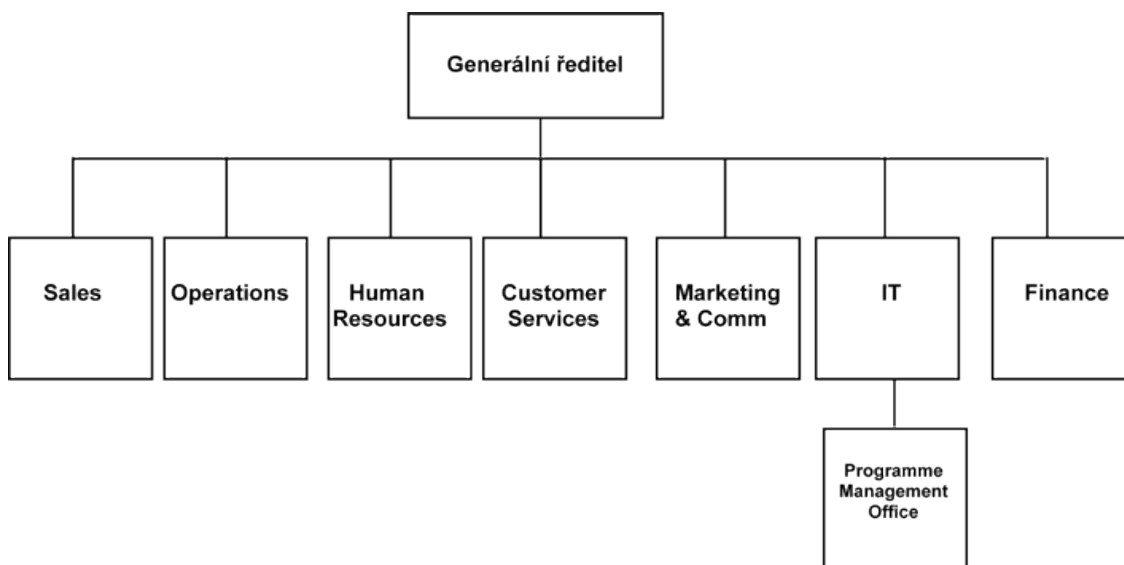 Generální ředitel
Sales
Operations
Human
Resources
Customer
Services
Marketing
& Comm
IT
Finance
Programme
Management
Office